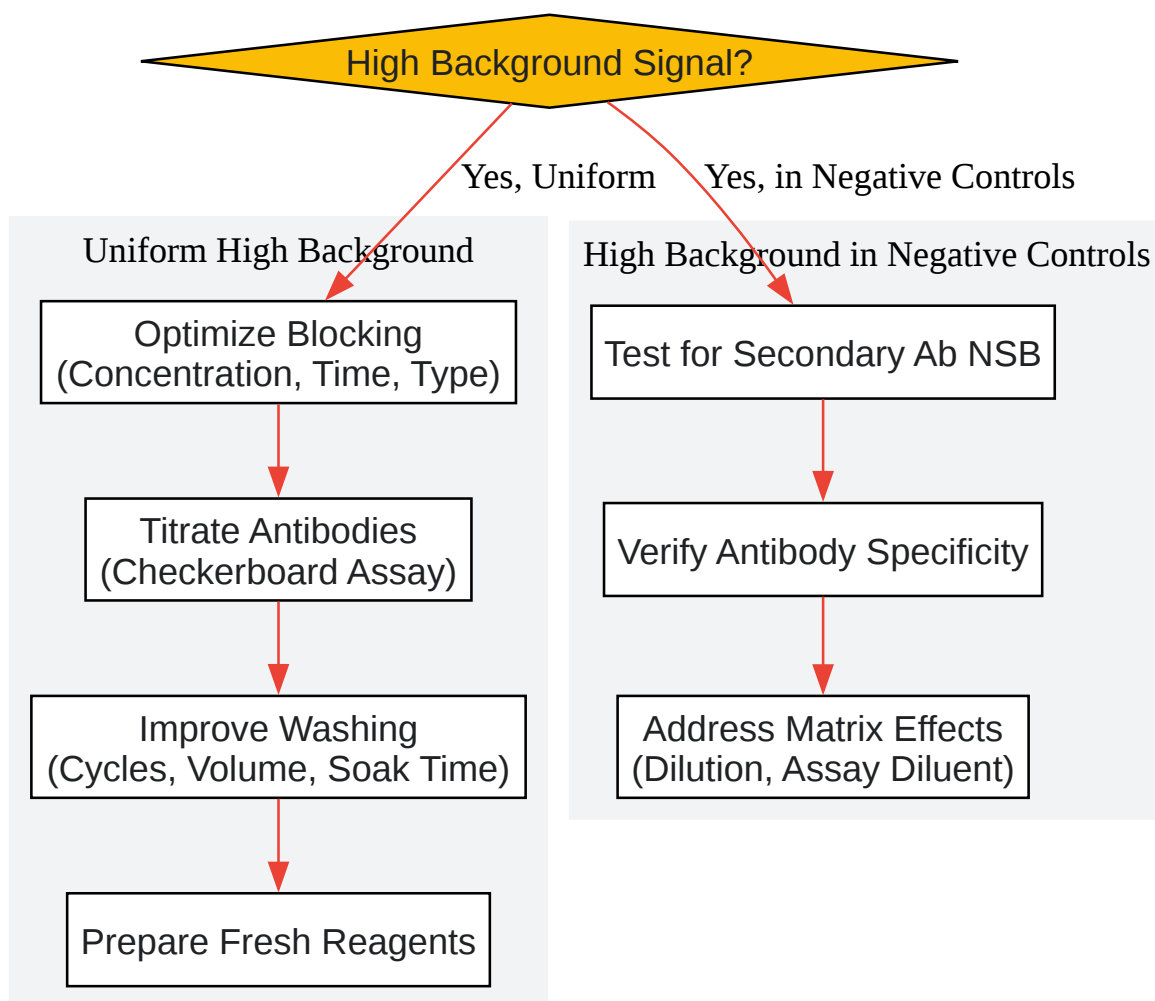 High Background Signal?
Yes, Uniform
Yes, in Negative Controls
Uniform High Background
Optimize Blocking
(Concentration, Time, Type)
Titrate Antibodies
(Checkerboard Assay)
Improve Washing
(Cycles, Volume, Soak Time)
Prepare Fresh Reagents
High Background in Negative Controls
Test for Secondary Ab NSB
Verify Antibody Specificity
Address Matrix Effects
(Dilution, Assay Diluent)